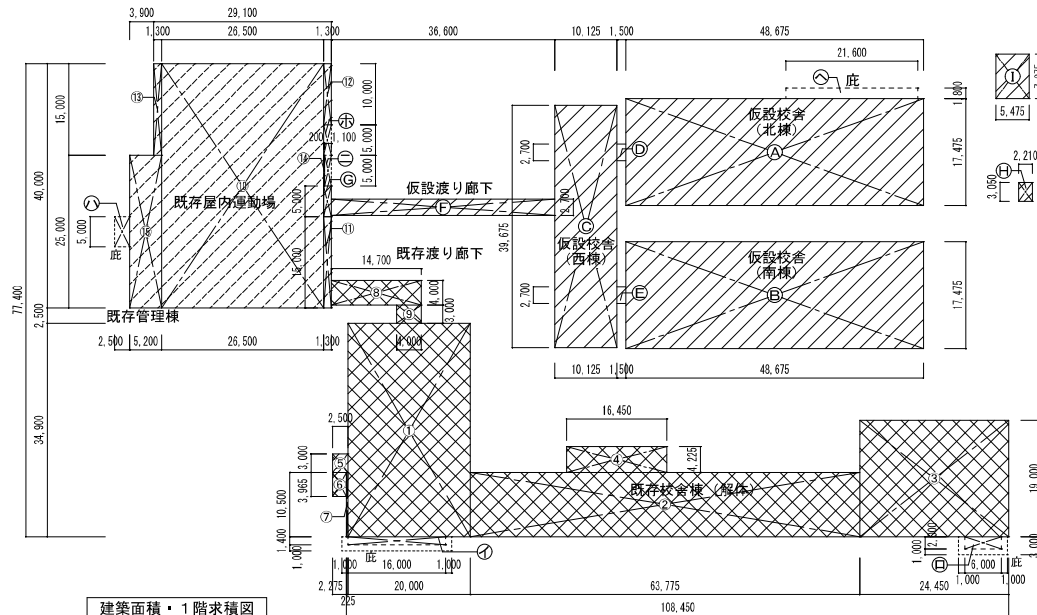 3,900 29,100
1,300 26,500 1,300 36,600 10,125 1,500 48,675
21,600
ヘ 庇
1,800
Ⓘ
5,475
⑫
⑬
10,000
15,000
ホ
200 1,100
5,000
ニ
⑭
5,000
Ⓖ
仮設校舎
(北棟)
Ⓐ
17,475
2,700
Ⓓ
Ⓗ
2,210
3,050
40,000
ハ
既存屋内運動場
仮設渡り廊下
Ⓕ
2,700
5,000
25,000
庇
⑪
39,675
Ⓒ
仮設校舎
(西棟)
仮設校舎
(南棟)
Ⓑ
17,475
既存渡り廊下
14,700
⑧
4,000
3,000
2,700
Ⓔ
77,400
2,500
既存管理棟
⑨
4,000
2,500 5,200 26,500 1,300
10,125 1,500 48,675
34,900
16,450
④
4,225
2,500
①
3,000
⑤
3,965
⑥
10,500
⑦
既存校舎棟 (解体)
②
③
19,000
1,400
1,000
イ
庇
1,000 16,000 1,000
ロ
1,000
3,000
6,000
庇
1,000 1,000
2,275 20,000 63,775 24,450
225
108,450
建築面積・1階求積図